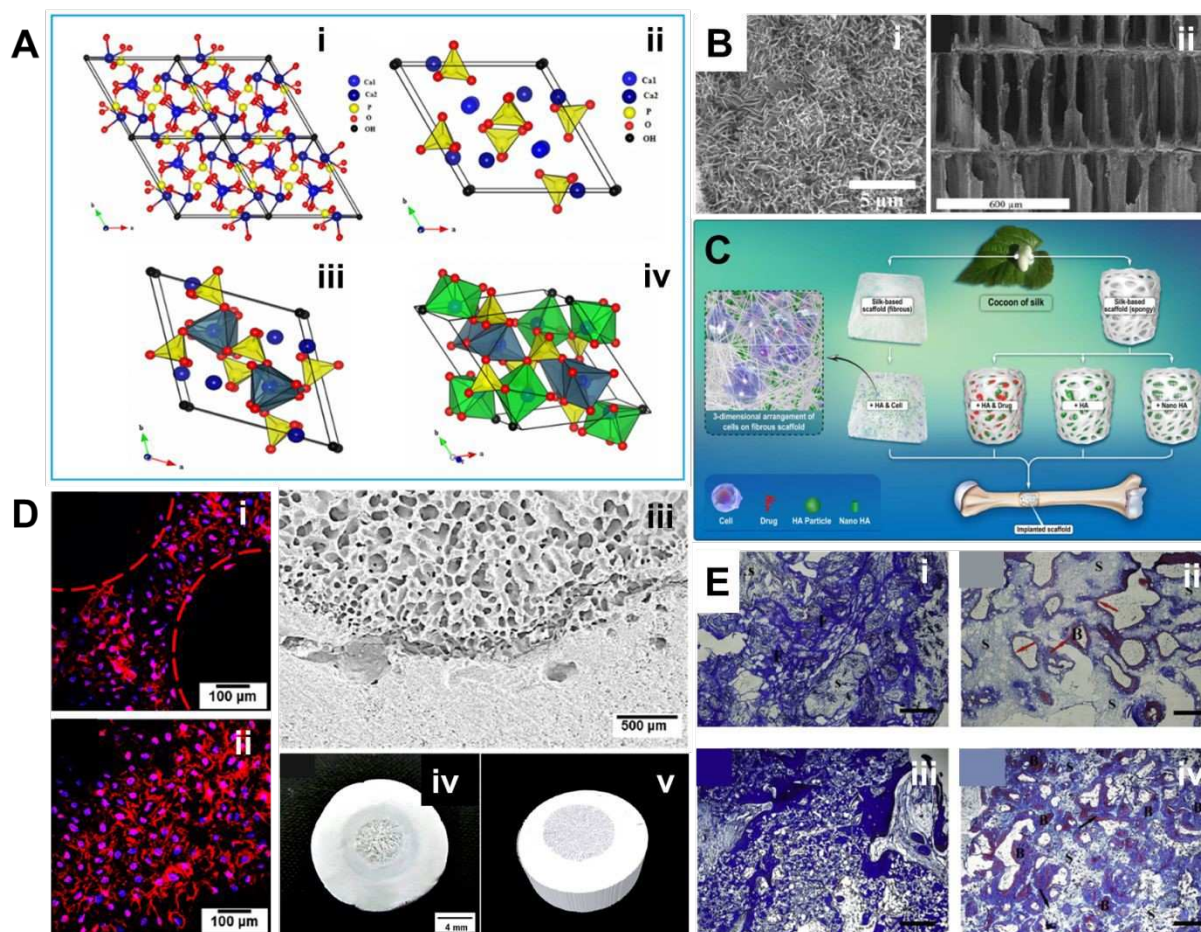 A
i
Ca1
Ca2
P
O
OH
b
a
ii
Ca1
Ca2
P
O
OH
b
a
iii
b
a
iv
b
a
B
i
5 μm
ii
600 μm
C
Silk-based
scaffold (fibrous)
Cocoon of silk
Silk-based
scaffold (spongy)
3-dimensional arrangement of
cells on fibrous scaffold
+ HA & Cell
+ HA & Drug
+ HA
+ Nano HA
Cell
Drug
HA Particle
Nano HA
Implanted scaffold
D
i
100 μm
ii
100 μm
iii
500 μm
iv
4 mm
v
E
i
S
F
S
ii
S
S
B
S
S
iii
iv
B
S
B
B
S
B
S
B